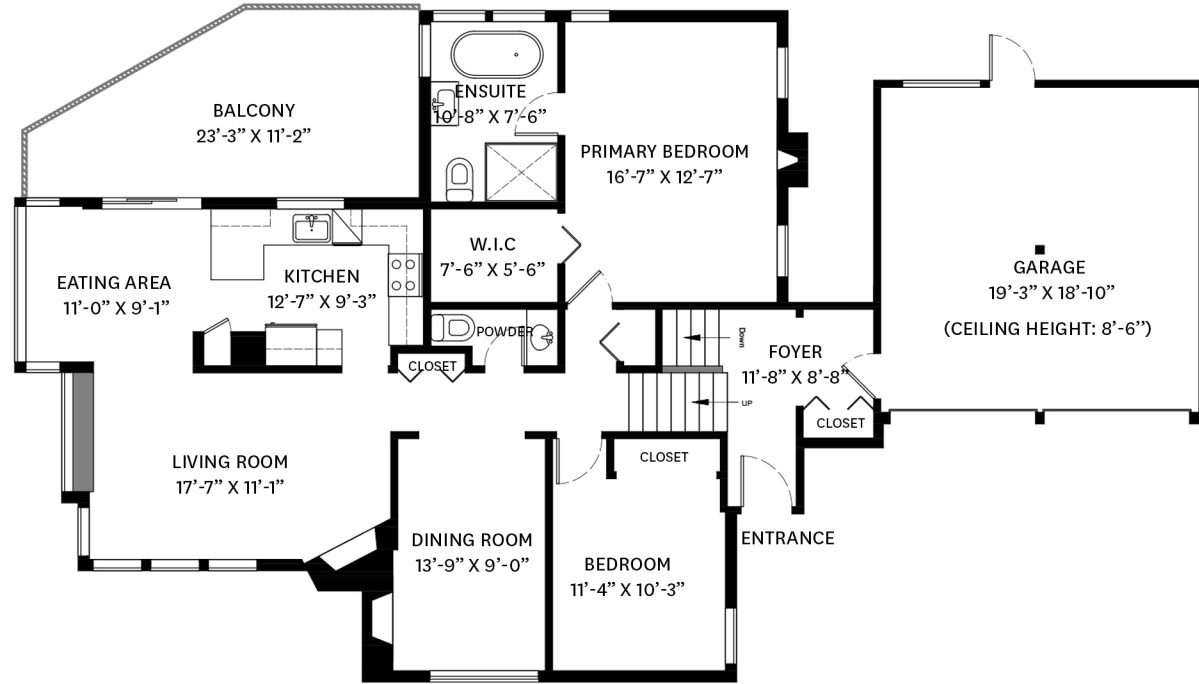 BALCONY
23'-3” X 11'-2”
ENSUITE
10'-8” X 7'-6”
PRIMARY BEDROOM
16'-7” X 12'-7”
W.I.C
7'-6” X 5'-6”
EATING AREA
11'-0” X 9'-1”
KITCHEN
12'-7” X 9'-3”
GARAGE
19'-3” X 18'-10”
(CEILING HEIGHT: 8'-6”)
POWDER
Down
FOYER
11'-8” X 8'-8”
CLOSET
UP
CLOSET
LIVING ROOM
17'-7” X 11'-1”
CLOSET
DINING ROOM
13'-9” X 9'-0”
BEDROOM
11'-4” X 10'-3”
ENTRANCE